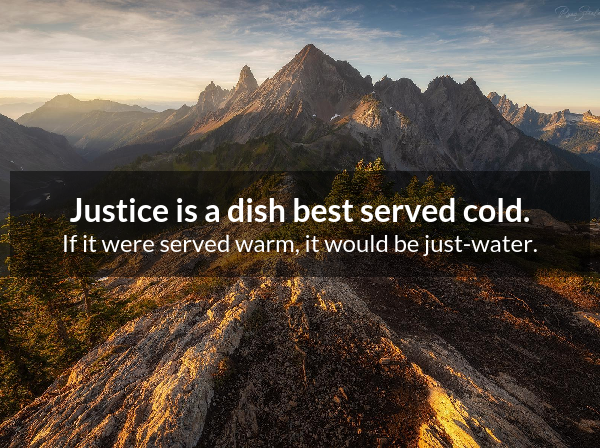 Justice is a dish best served cold.
If it were served warm, it would be just-water.